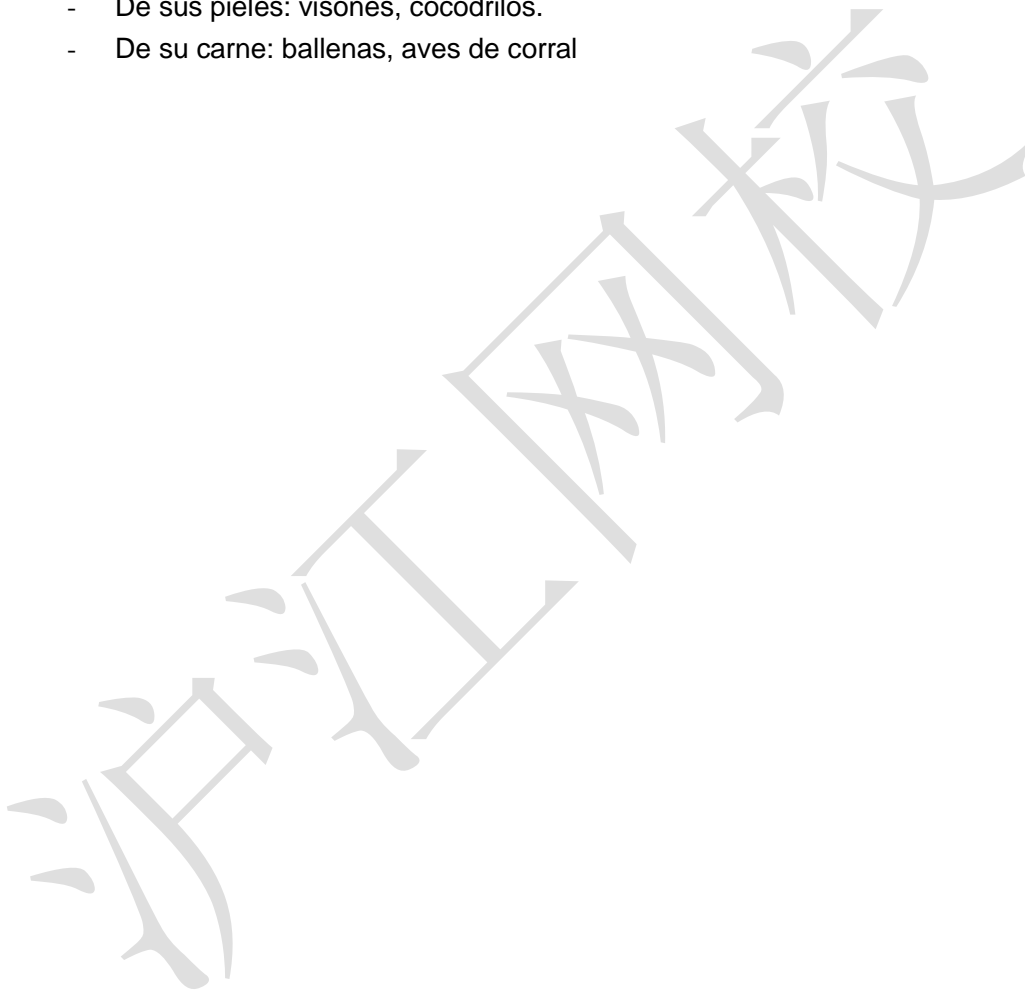 - De sus pieles: visones, cocodrilos.
- De su carne: ballenas, aves de corral
沪江网校